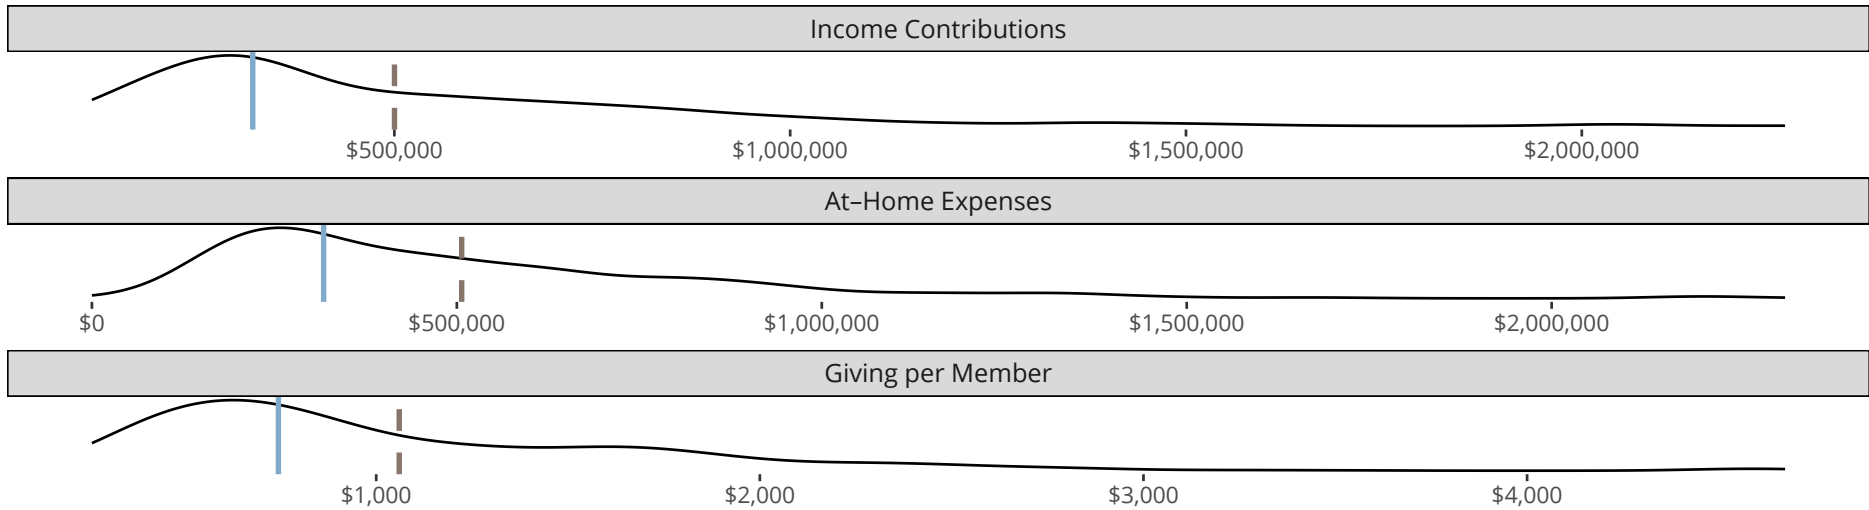 Income Contributions
$500,000 $1,000,000 $1,500,000 $2,000,000
At–Home Expenses
$0 $500,000 $1,000,000 $1,500,000 $2,000,000
Giving per Member
$1,000 $2,000 $3,000 $4,000